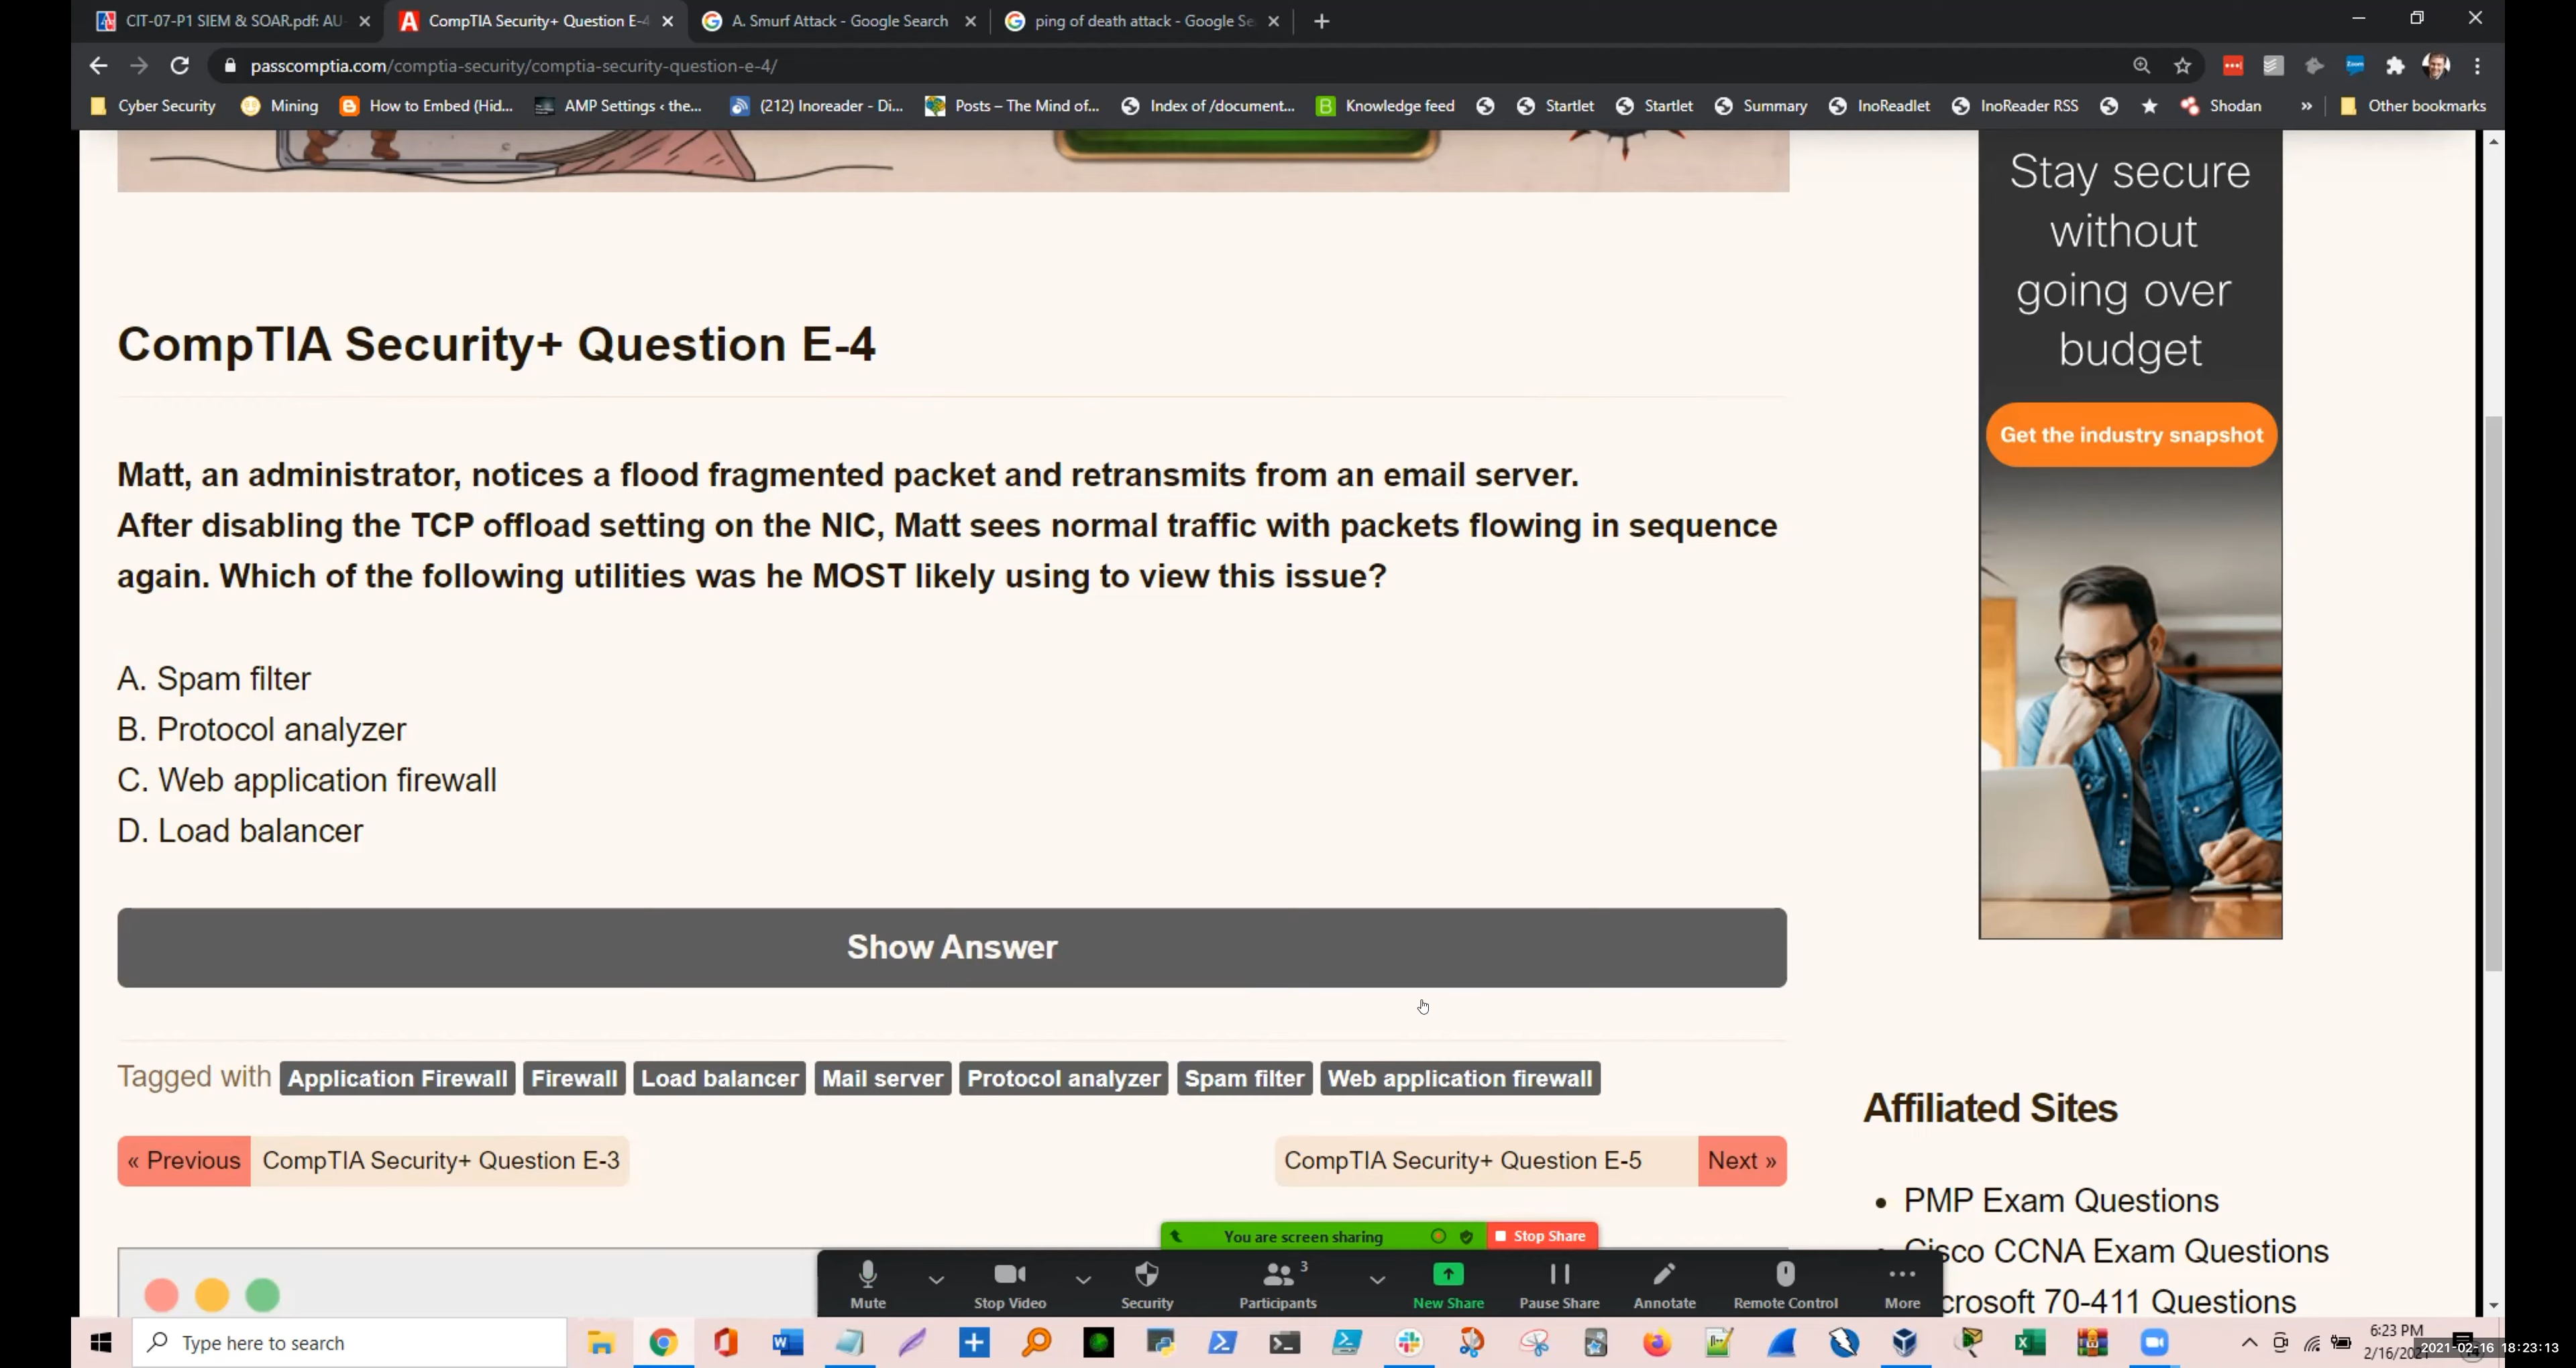 CIT-07-P1 SIEM & SOAR.pdf: AU-
CompTIA Security+ Question E-4
A. Smurf Attack - Google Search
ping of death attack - Google Se
passcomptia.com/comptia-security/comptia-security-question-e-4/
Cyber Security
Mining
How to Embed (Hid...
AMP Settings ‹ the...
(212) Inoreader - Di...
Posts – The Mind of...
Index of /document...
Knowledge feed
Startlet
Startlet
Summary
InoReadlet
InoReader RSS
Shodan
»
Other bookmarks
CompTIA Security+ Question E-4
Matt, an administrator, notices a flood fragmented packet and retransmits from an email server.
After disabling the TCP offload setting on the NIC, Matt sees normal traffic with packets flowing in sequence
again. Which of the following utilities was he MOST likely using to view this issue?
A. Spam filter
B. Protocol analyzer
C. Web application firewall
D. Load balancer
Show Answer
Tagged with Application Firewall Firewall Load balancer Mail server Protocol analyzer Spam filter Web application firewall
« Previous CompTIA Security+ Question E-3
CompTIA Security+ Question E-5 Next »
Stay secure
without
going over
budget
Get the industry snapshot
Affiliated Sites
PMP Exam Questions
Cisco CCNA Exam Questions
crosoft 70-411 Questions
You are screen sharing
Stop Share
3
Mute
Stop Video
Security
Participants
New Share
Pause Share
Annotate
Remote Control
More
Type here to search
6:23 PM
2/16/202
2021-02-16 18:23:13